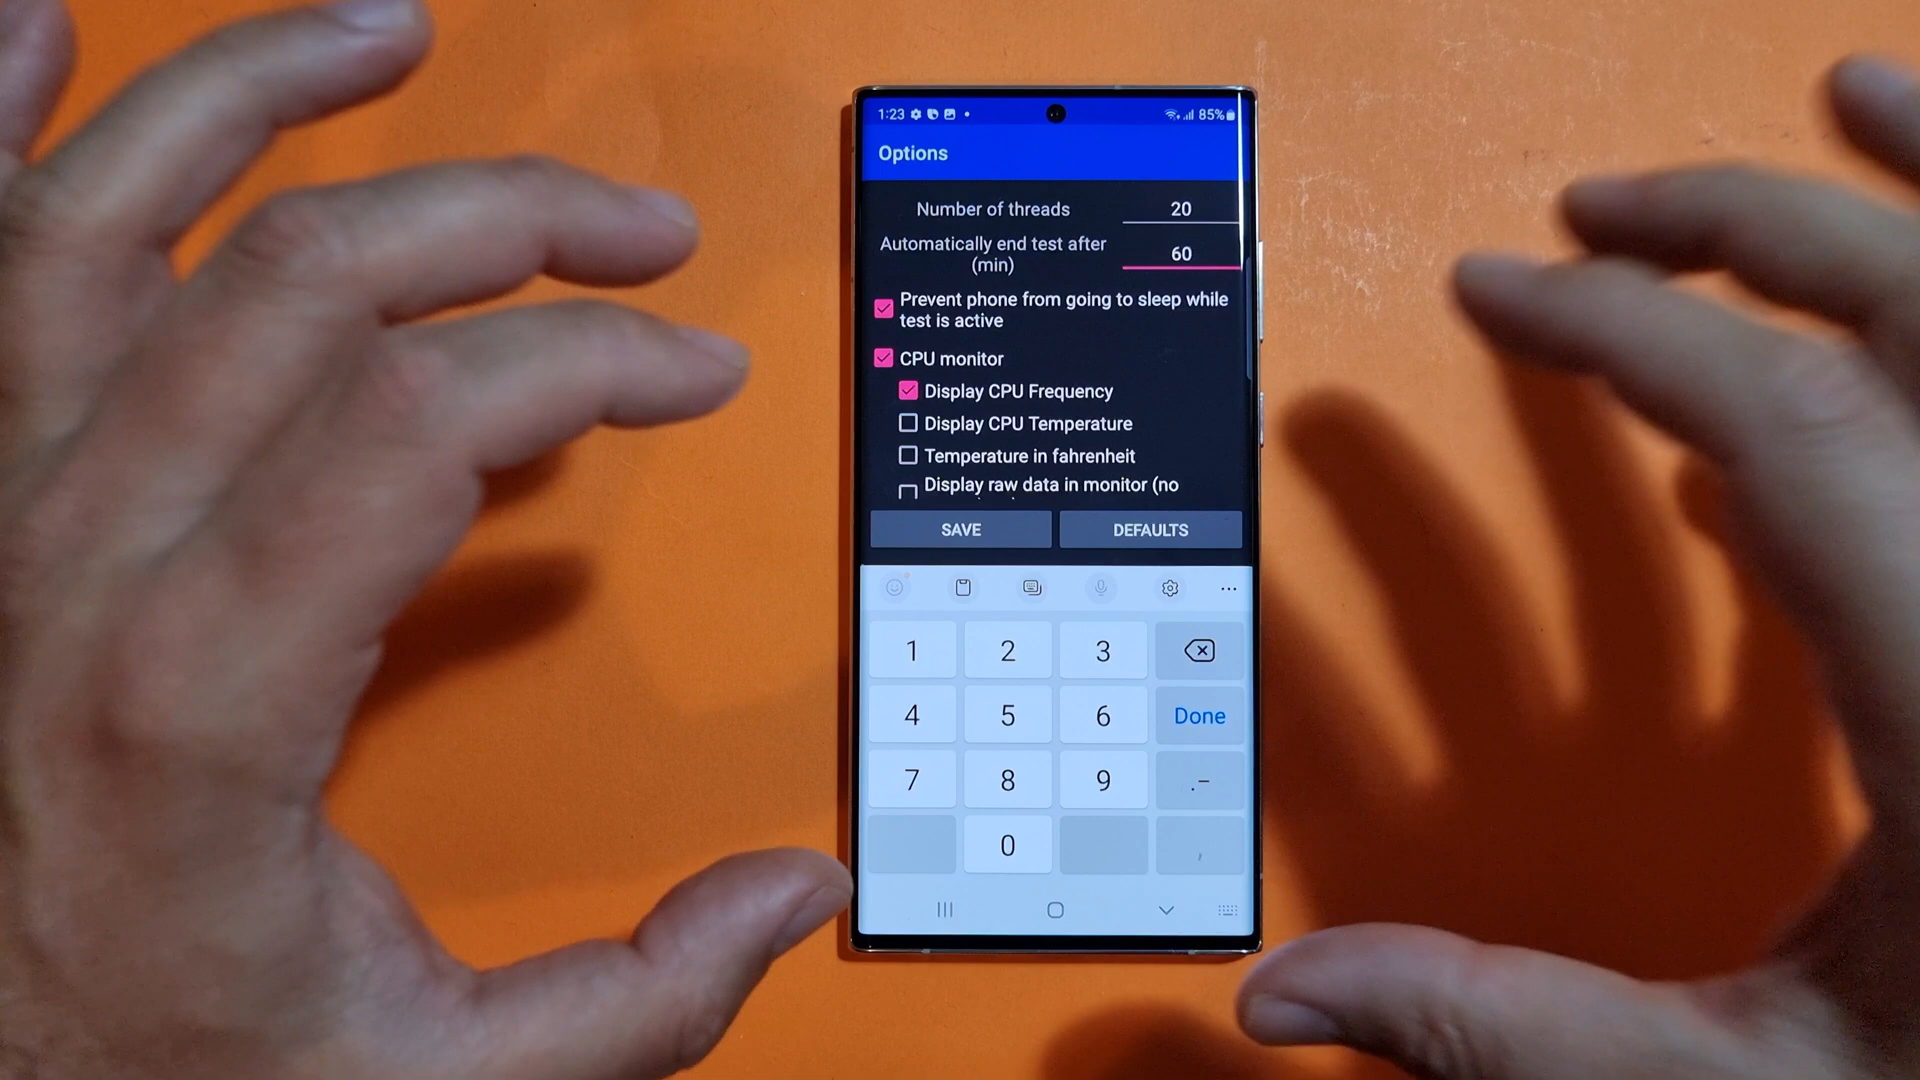 1:23 85%
Options
Number of threads 20
Automatically end test after
(min) 60
Prevent phone from going to sleep while
test is active
CPU monitor
Display CPU Frequency
Display CPU Temperature
Temperature in fahrenheit
Display raw data in monitor (no
SAVE DEFAULTS
1 2 3
4 5 6 Done
7 8 9 .-
0 ,